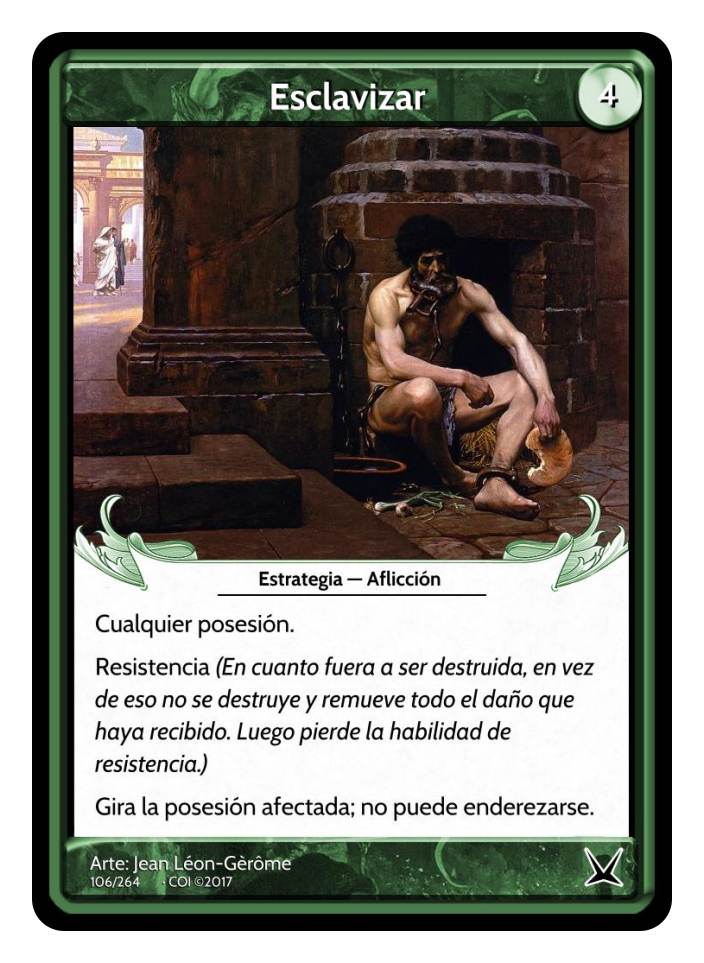 Esclavizar
4
Estrategia — Aflicción
Cualquier posesión.
Resistencia (En cuanto fuera a ser destruida, en vez
de eso no se destruye y remueve todo el daño que
haya recibido. Luego pierde la habilidad de
resistencia.)
Gira la posesión afectada; no puede enderezarse.
Arte: Jean Léon-Gèrôme
106/264 · COI ©2017